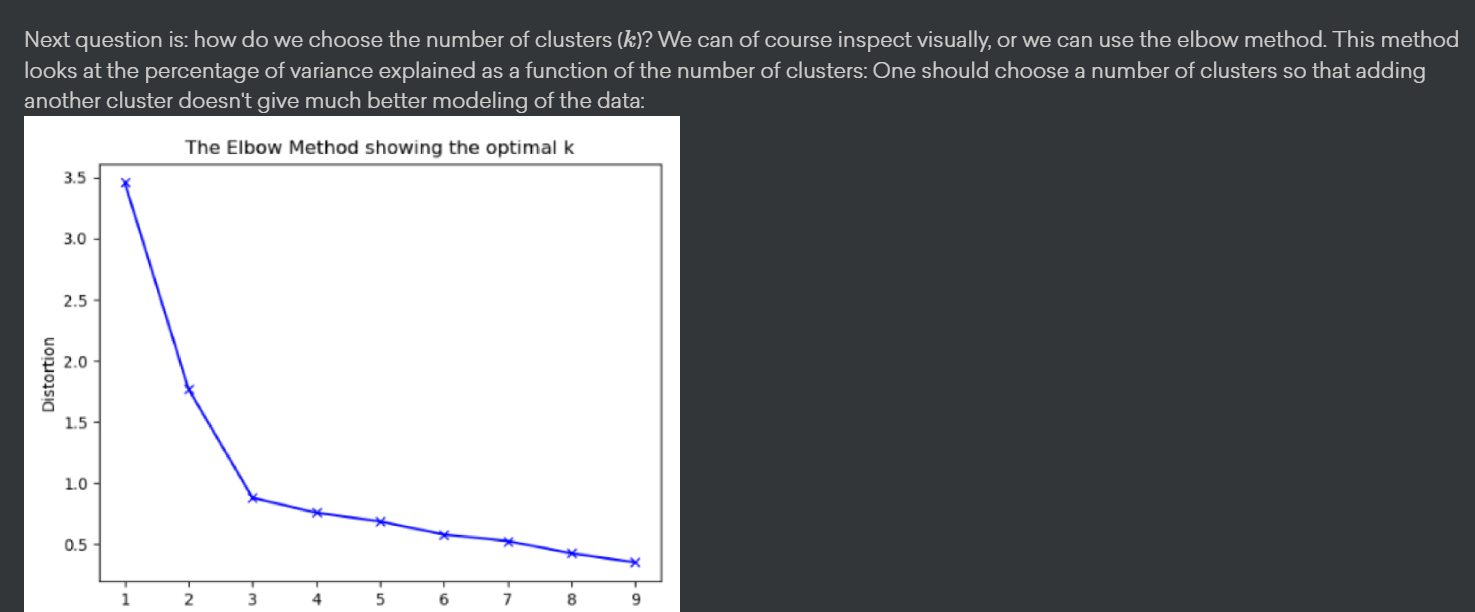 Next question is: how do we choose the number of clusters (k)? We can of course inspect visually, or we can use the elbow method. This method
looks at the percentage of variance explained as a function of the number of clusters: One should choose a number of clusters so that adding
another cluster doesn't give much better modeling of the data:
The Elbow Method showing the optimal k
3.5
3.0
2.5
2.0
1.5
1.0
0.5
Distortion
1 2 3 4 5 6 7 8 9